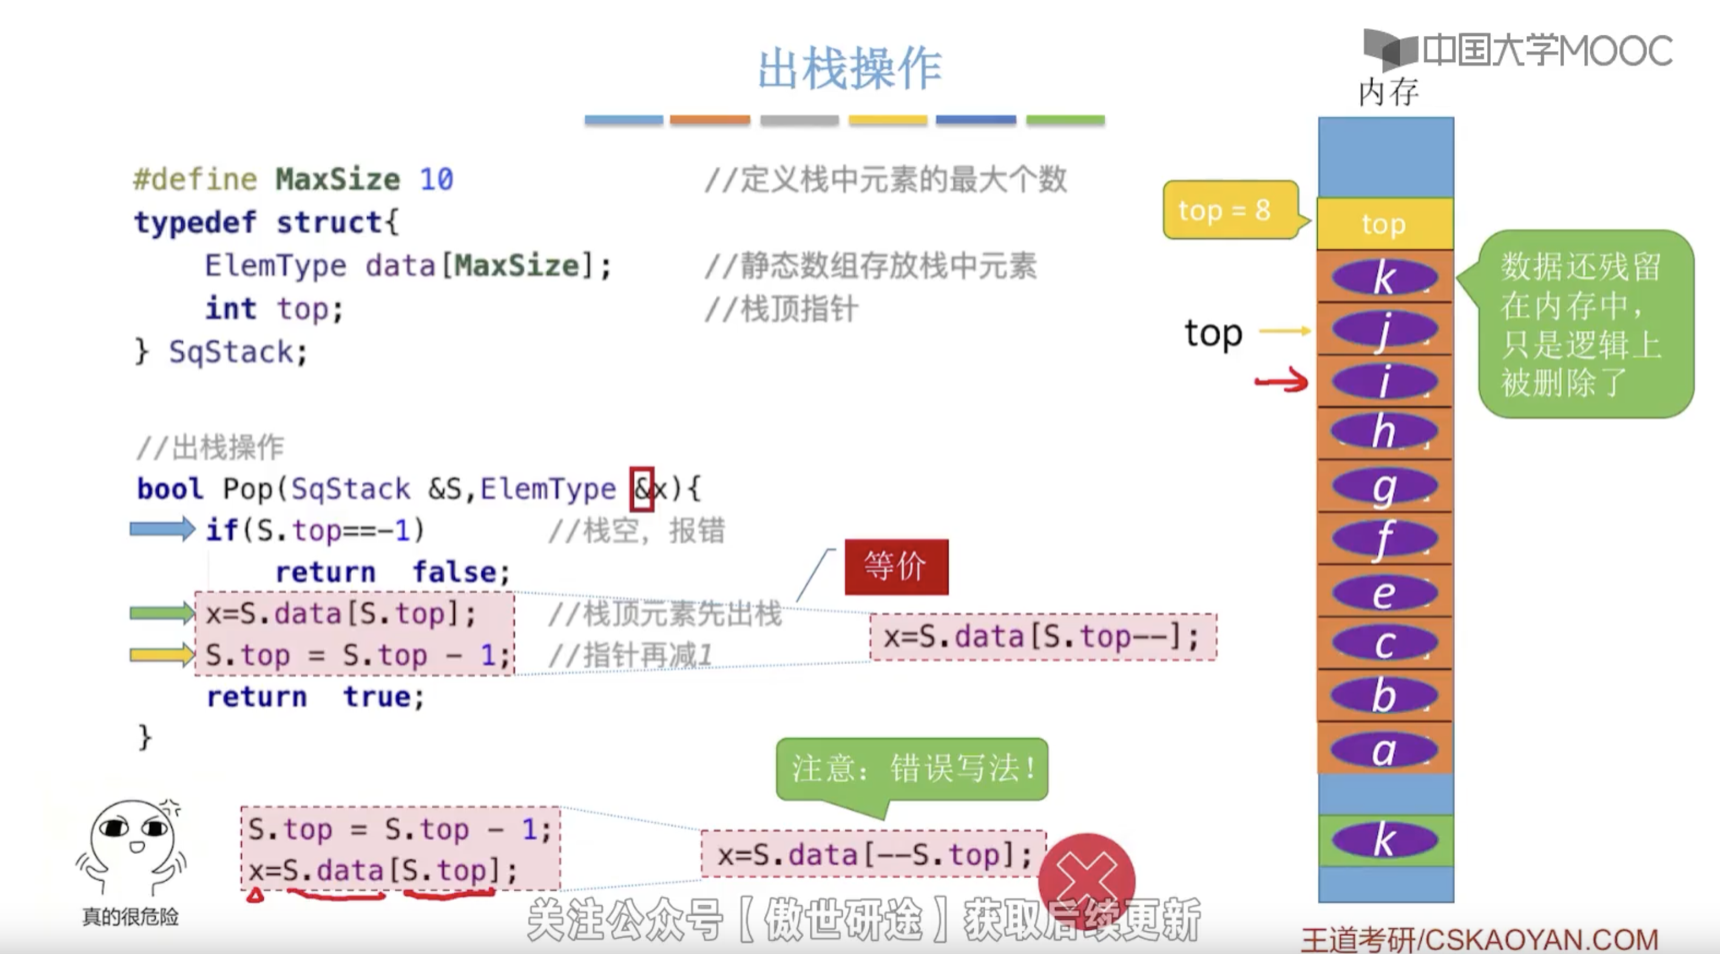 中国大学MOOC
出栈操作
内存
#define MaxSize 10 //定义栈中元素的最大个数
typedef struct{
ElemType data[MaxSize]; //静态数组存放栈中元素
int top; //栈顶指针
} SqStack;
//出栈操作
bool Pop(SqStack &S,ElemType &x){
if(S.top==-1) //栈空，报错
return false;
x=S.data[S.top]; //栈顶元素先出栈
S.top = S.top - 1; //指针再减1
return true;
}
等价
x=S.data[S.top--];
注意：错误写法！
S.top = S.top - 1;
x=S.data[S.top];
x=S.data[--S.top];
真的很危险
top = 8
top
top
k
j
i
h
g
f
e
c
b
a
k
数据还残留
在内存中，
只是逻辑上
被删除了
关注公众号【傲世研途】获取后续更新
王道考研/CSKAOYAN.COM